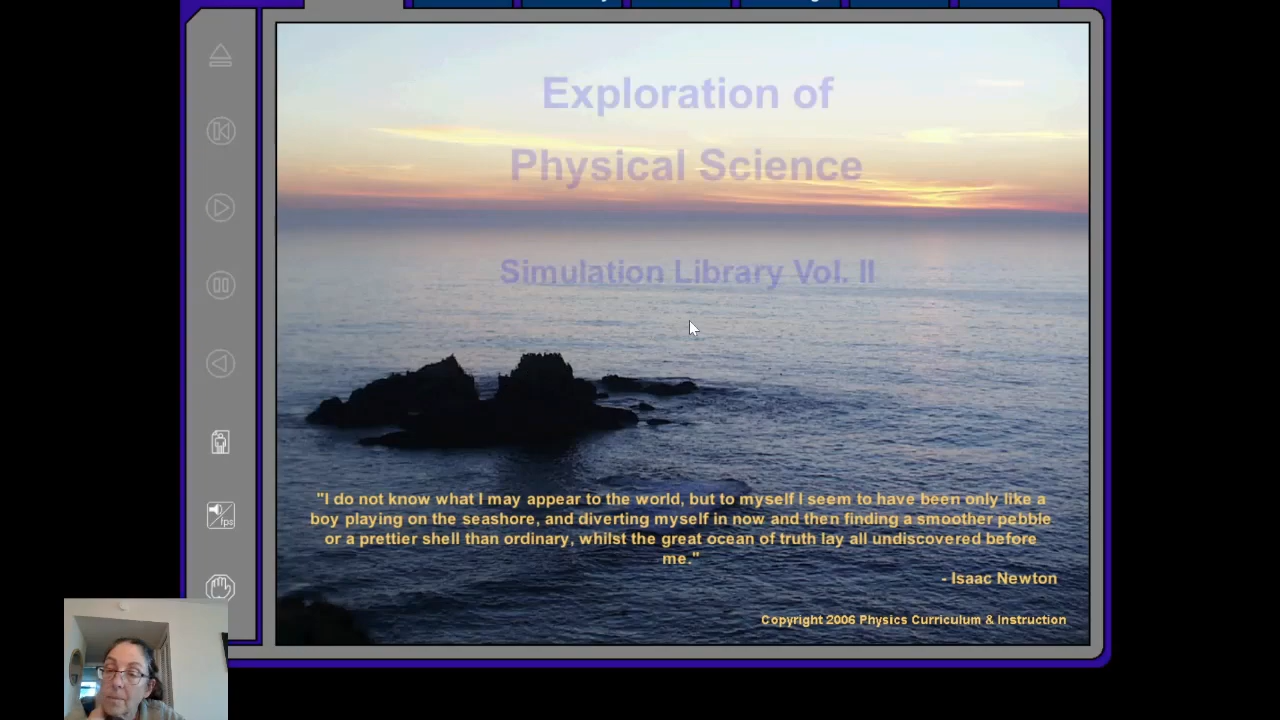 Exploration of
Physical Science
Simulation Library Vol. II
"I do not know what I may appear to the world, but to myself I seem to have been only like a
boy playing on the seashore, and diverting myself in now and then finding a smoother pebble
or a prettier shell than ordinary, whilst the great ocean of truth lay all undiscovered before
me."
- Isaac Newton
Copyright 2006 Physics Curriculum & Instruction
fps